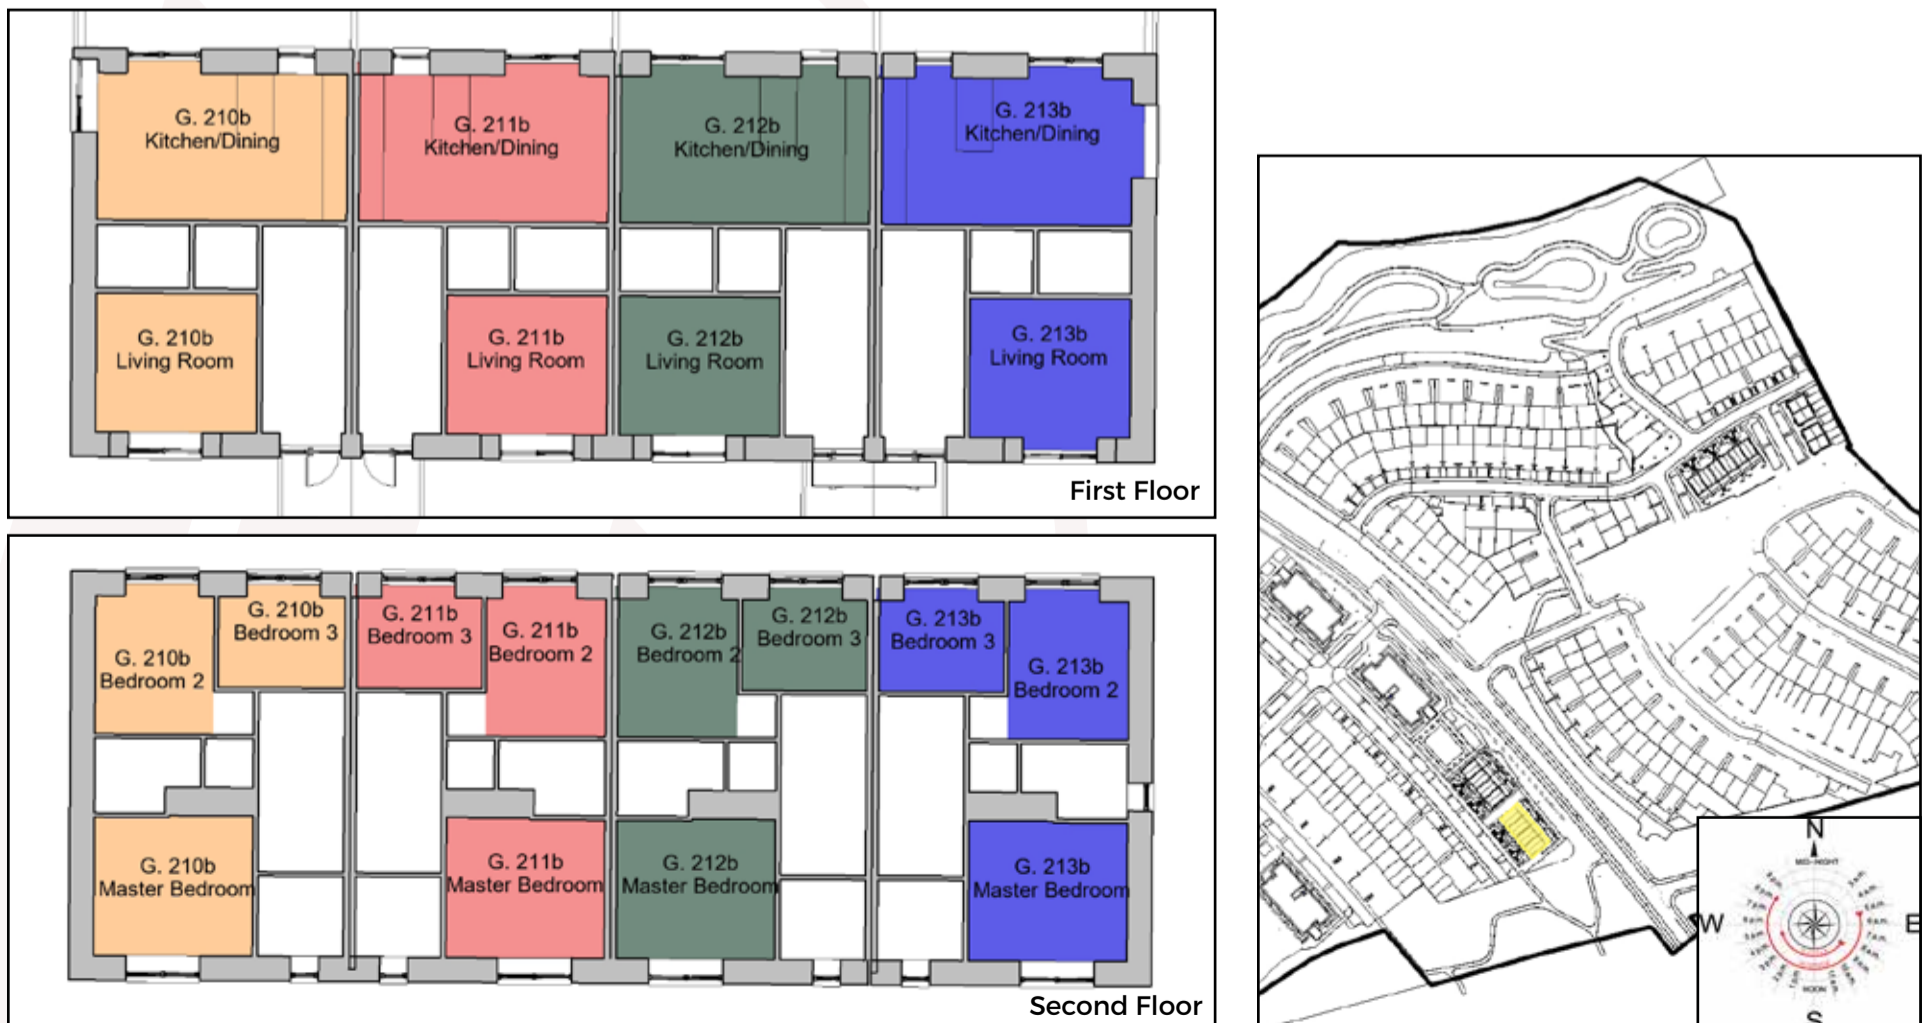 G. 210b
Kitchen/Dining
G. 211b
Kitchen/Dining
G. 212b
Kitchen/Dining
G. 213b
Kitchen/Dining
G. 210b
Living Room
G. 211b
Living Room
G. 212b
Living Room
G. 213b
Living Room
First Floor
G. 210b
Bedroom 2
G. 210b
Bedroom 3
G. 211b
Bedroom 3
G. 211b
Bedroom 2
G. 212b
Bedroom 2
G. 212b
Bedroom 3
G. 213b
Bedroom 3
G. 213b
Bedroom 2
G. 210b
Master Bedroom
G. 211b
Master Bedroom
G. 212b
Master Bedroom
G. 213b
Master Bedroom
Second Floor
N
MID-NIGHT
W
E
NOON
S